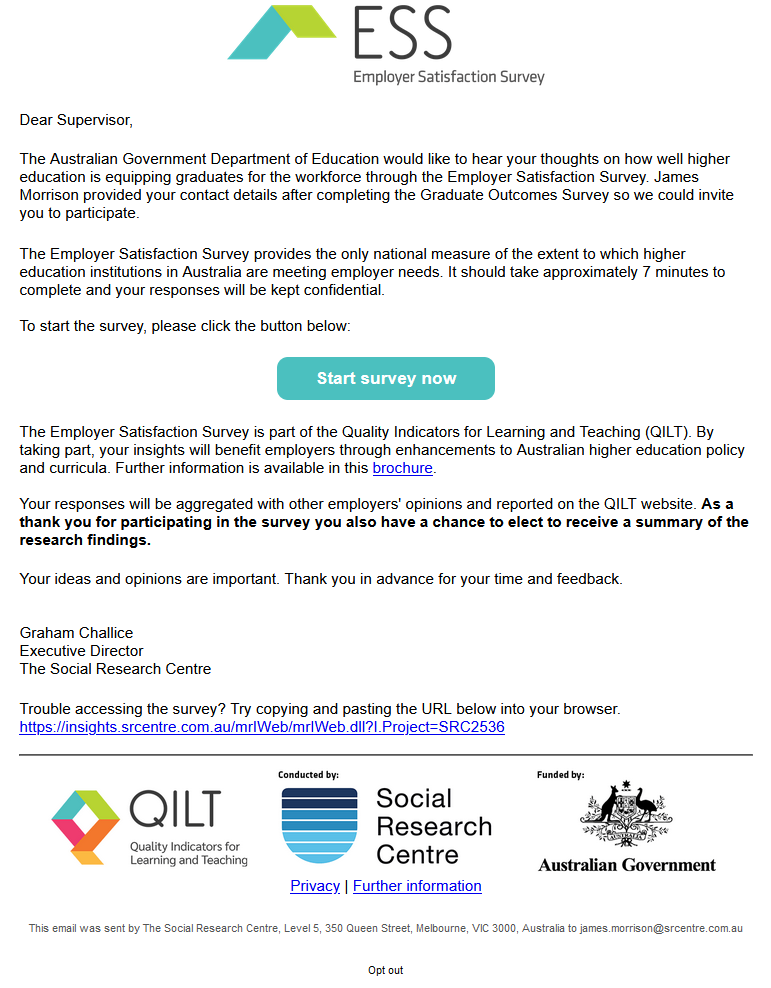 ESS
Employer Satisfaction Survey
Dear Supervisor,
The Australian Government Department of Education would like to hear your thoughts on how well higher
education is equipping graduates for the workforce through the Employer Satisfaction Survey. James
Morrison provided your contact details after completing the Graduate Outcomes Survey so we could invite
you to participate.
The Employer Satisfaction Survey provides the only national measure of the extent to which higher
education institutions in Australia are meeting employer needs. It should take approximately 7 minutes to
complete and your responses will be kept confidential.
To start the survey, please click the button below:
Start survey now
The Employer Satisfaction Survey is part of the Quality Indicators for Learning and Teaching (QILT). By
taking part, your insights will benefit employers through enhancements to Australian higher education policy
and curricula. Further information is available in this brochure.
Your responses will be aggregated with other employers' opinions and reported on the QILT website. As a
thank you for participating in the survey you also have a chance to elect to receive a summary of the
research findings.
Your ideas and opinions are important. Thank you in advance for your time and feedback.
Graham Challice
Executive Director
The Social Research Centre
Trouble accessing the survey? Try copying and pasting the URL below into your browser.
https://insights.srcentre.com.au/mrIWeb/mrIWeb.dll?I.Project=SRC2536
QILT
Quality Indicators for
Learning and Teaching
Conducted by:
Social
Research
Centre
Funded by:
AUSTRALIA
Australian Government
Privacy | Further information
This email was sent by The Social Research Centre, Level 5, 350 Queen Street, Melbourne, VIC 3000, Australia to james.morrison@srcentre.com.au
Opt out